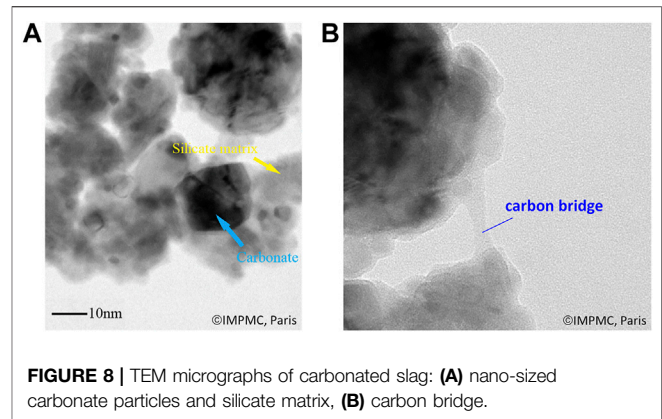 A
B
Silicate matrix
carbon bridge
Carbonate
10nm
©IMPMC, Paris
©IMPMC, Paris
FIGURE 8 | TEM micrographs of carbonated slag: (A) nano-sized
carbonate particles and silicate matrix, (B) carbon bridge.